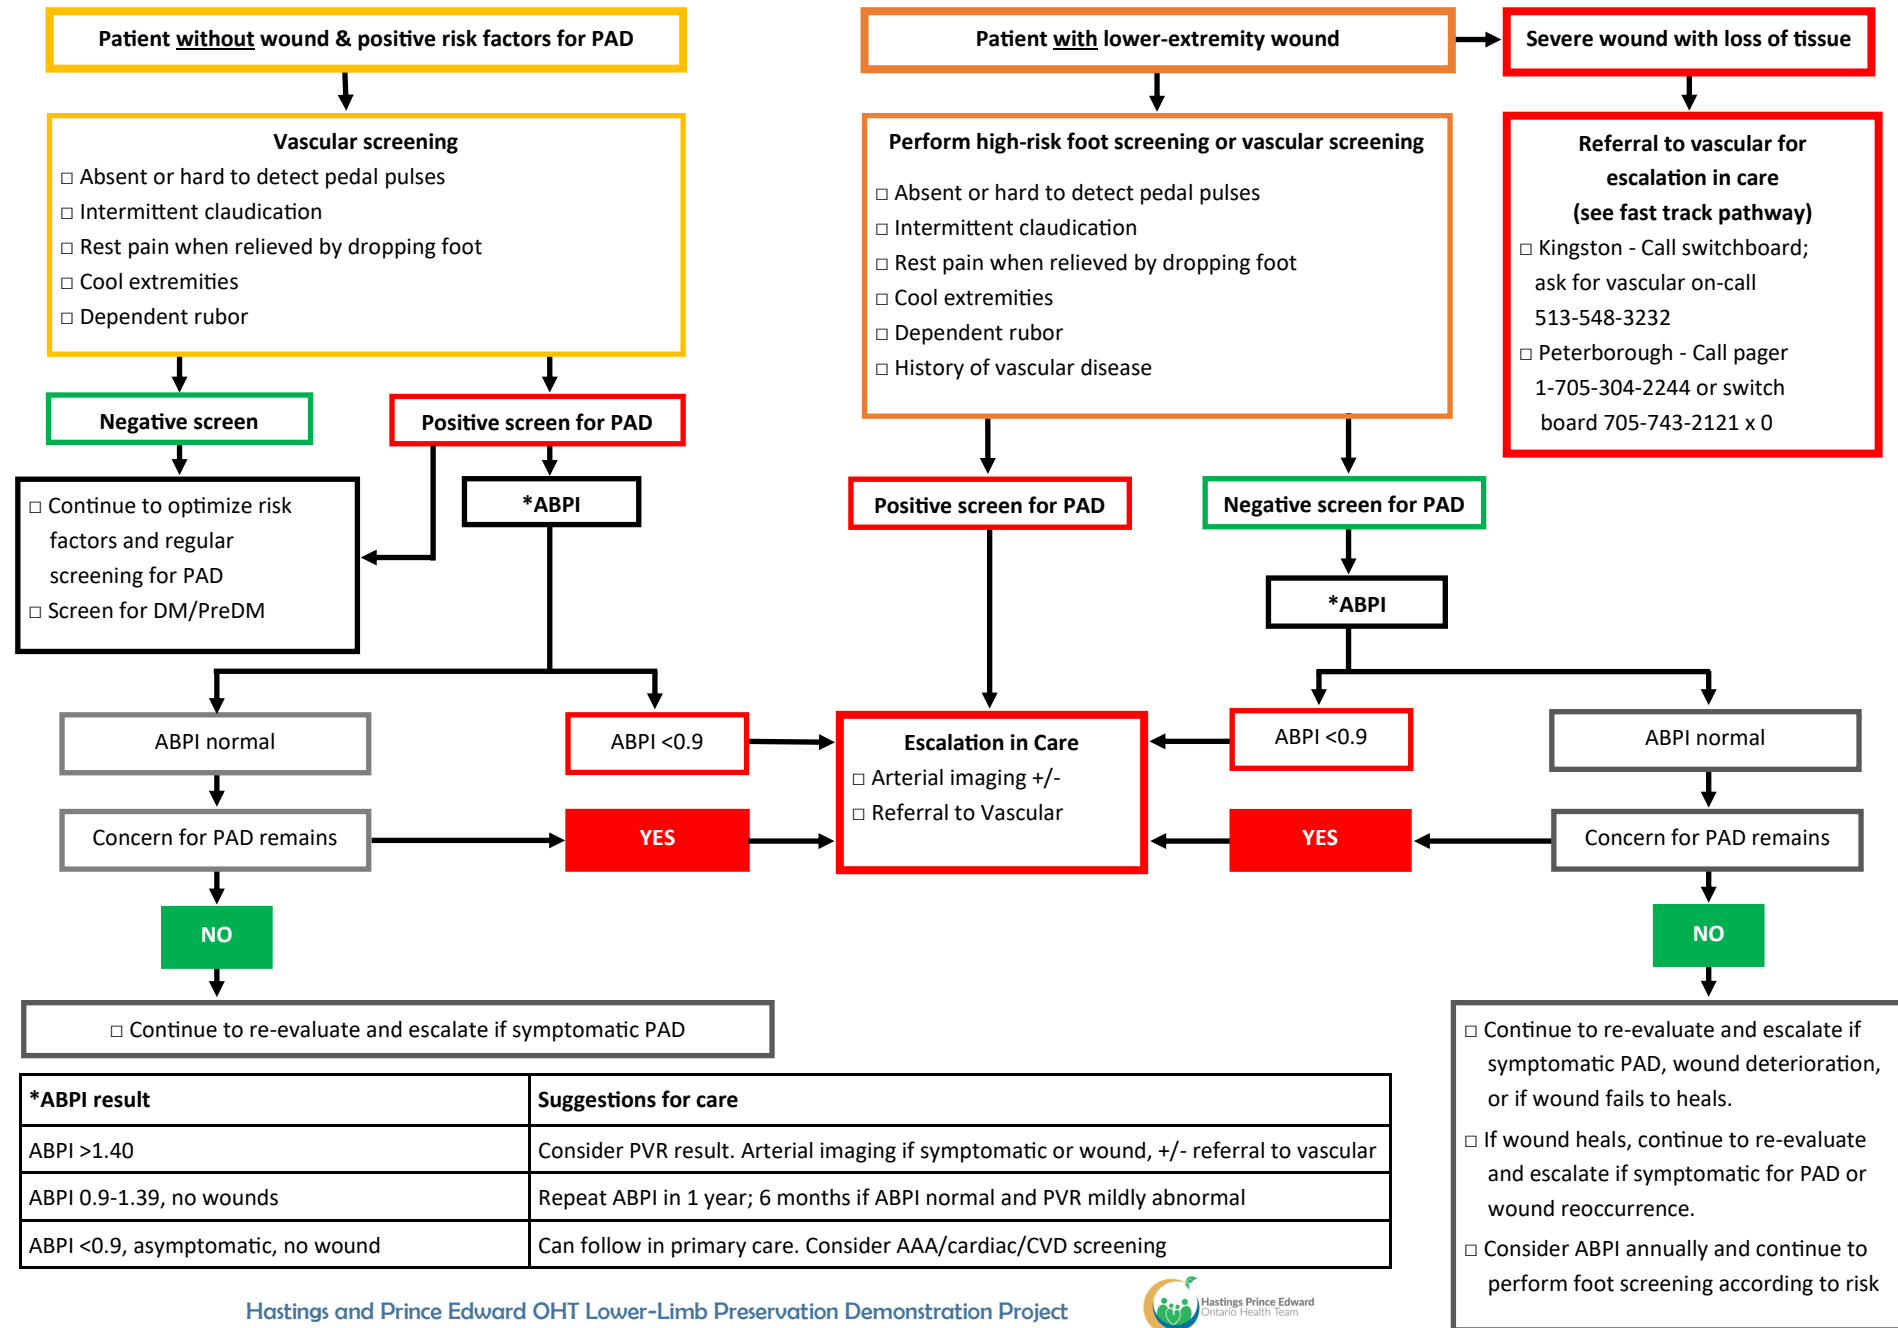 Patient without wound & positive risk factors for PAD
Vascular screening
□ Absent or hard to detect pedal pulses
□ Intermittent claudication
□ Rest pain when relieved by dropping foot
□ Cool extremities
□ Dependent rubor
Negative screen
Positive screen for PAD
□ Continue to optimize risk
factors and regular
screening for PAD
□ Screen for DM/PreDM
*ABPI
ABPI normal
ABPI <0.9
Concern for PAD remains
YES
NO
□ Continue to re-evaluate and escalate if symptomatic PAD
Patient with lower-extremity wound
Perform high-risk foot screening or vascular screening
□ Absent or hard to detect pedal pulses
□ Intermittent claudication
□ Rest pain when relieved by dropping foot
□ Cool extremities
□ Dependent rubor
□ History of vascular disease
Positive screen for PAD
Negative screen for PAD
*ABPI
Escalation in Care
□ Arterial imaging +/-
□ Referral to Vascular
ABPI <0.9
ABPI normal
YES
Concern for PAD remains
NO
□ Continue to re-evaluate and escalate if
symptomatic PAD, wound deterioration,
or if wound fails to heals.
□ If wound heals, continue to re-evaluate
and escalate if symptomatic for PAD or
wound reoccurrence.
□ Consider ABPI annually and continue to
perform foot screening according to risk
Severe wound with loss of tissue
Referral to vascular for
escalation in care
(see fast track pathway)
□ Kingston - Call switchboard;
ask for vascular on-call
513-548-3232
□ Peterborough - Call pager
1-705-304-2244 or switch
board 705-743-2121 x 0
*ABPI result
Suggestions for care
ABPI >1.40
Consider PVR result. Arterial imaging if symptomatic or wound, +/- referral to vascular
ABPI 0.9-1.39, no wounds
Repeat ABPI in 1 year; 6 months if ABPI normal and PVR mildly abnormal
ABPI <0.9, asymptomatic, no wound
Can follow in primary care. Consider AAA/cardiac/CVD screening
Hastings and Prince Edward OHT Lower-Limb Preservation Demonstration Project
Hastings Prince Edward
Ontario Health Team